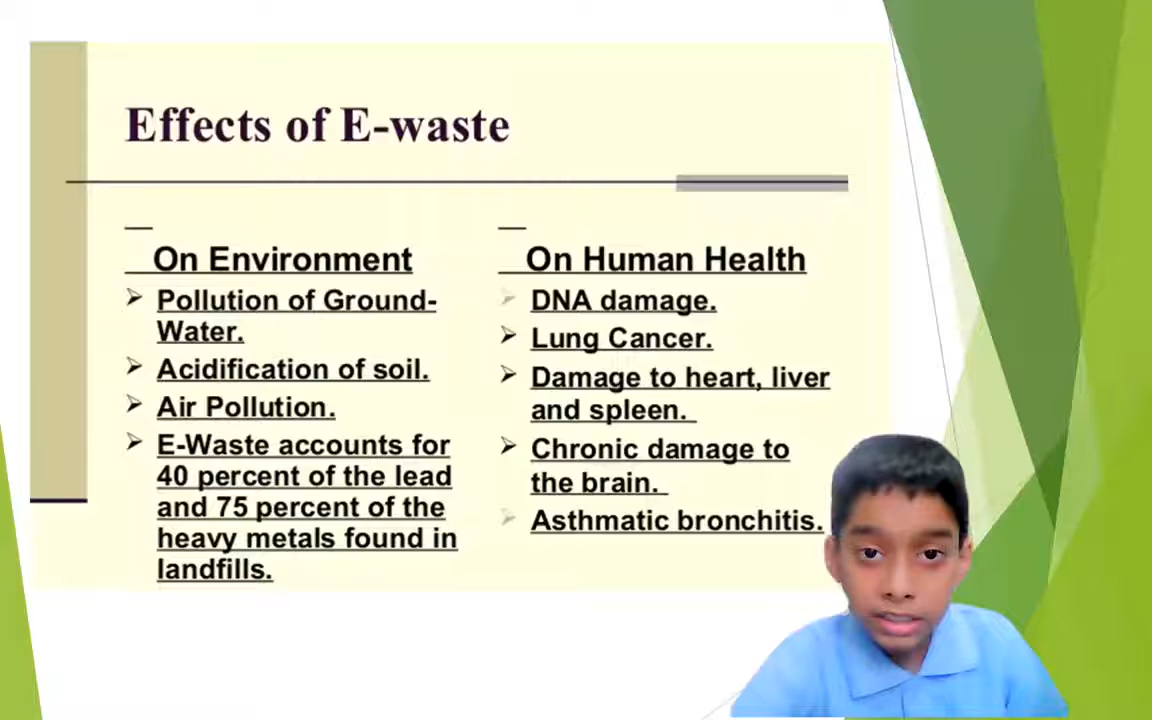 Effects of E-waste
On Environment
Pollution of Ground-
Water.
Acidification of soil.
Air Pollution.
E-Waste accounts for
40 percent of the lead
and 75 percent of the
heavy metals found in
landfills.
On Human Health
DNA damage.
Lung Cancer.
Damage to heart, liver
and spleen.
Chronic damage to
the brain.
Asthmatic bronchitis.